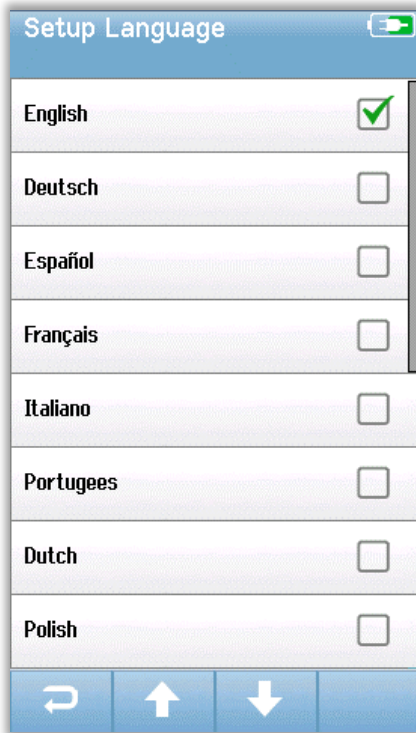 Setup Language
English
Deutsch
Español
Français
Italiano
Portugees
Dutch
Polish